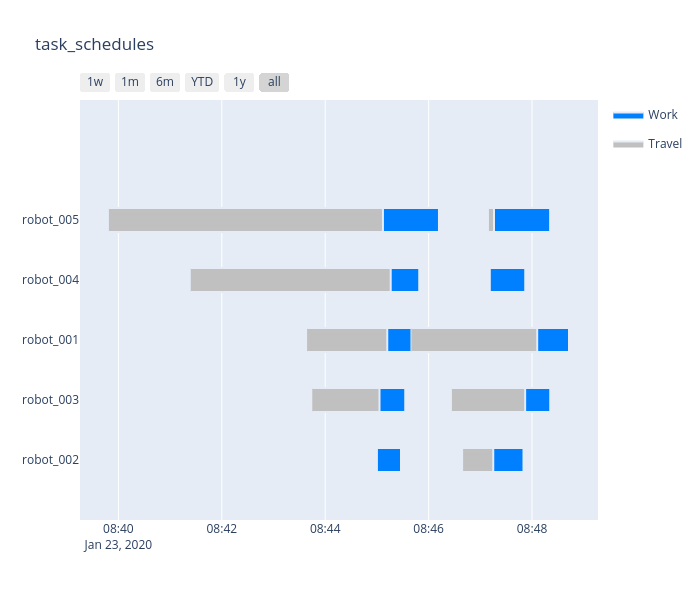 task_schedules
1w 1m 6m YTD 1y all
Work
Travel
robot_005
robot_004
robot_001
robot_003
robot_002
08:40 08:42 08:44 08:46 08:48
Jan 23, 2020